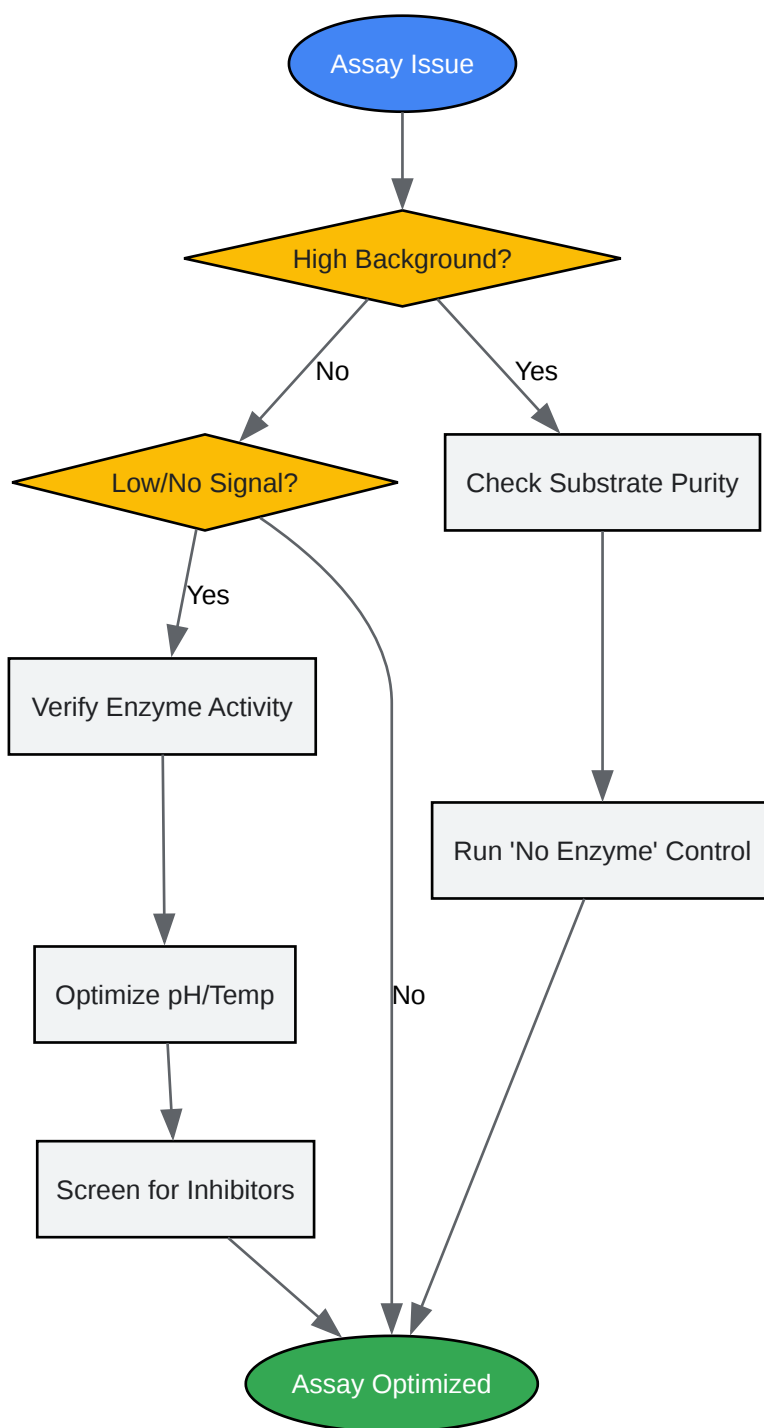 Assay Issue
High Background?
No
Yes
Low/No Signal?
Check Substrate Purity
Yes
Verify Enzyme Activity
Run 'No Enzyme' Control
Optimize pH/Temp
No
Screen for Inhibitors
Assay Optimized